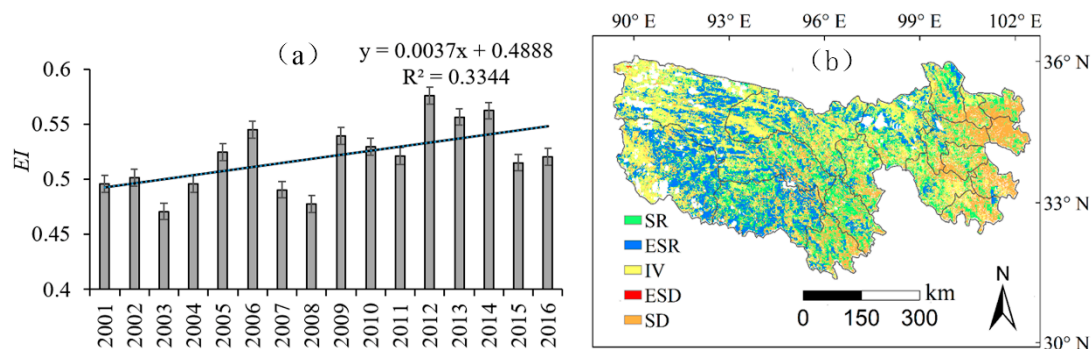 （a）
y = 0.0037x + 0.4888
R² = 0.3344
0.6
0.55
0.5
0.45
0.4
EI
2001
2002
2003
2004
2005
2006
2007
2008
2009
2010
2011
2012
2013
2014
2015
2016
90° E
93° E
96° E
99° E
102° E
（b）
36° N
33° N
30° N
SR
ESR
IV
ESD
SD
km
0 150 300
N